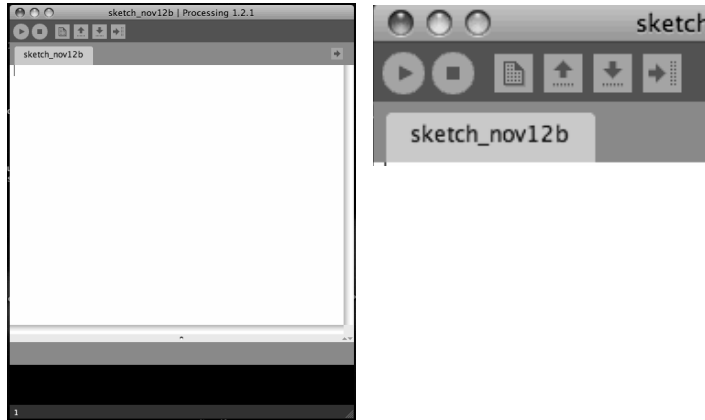 sketch_nov12b | Processing 1.2.1
sketch_nov12b
1
sketch
sketch_nov12b